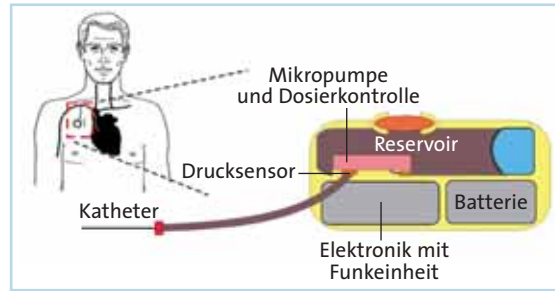 Mikropumpe
und Dosierkontrolle
Reservoir
Drucksensor
Katheter
Batterie
Elektronik mit
Funkeinheit